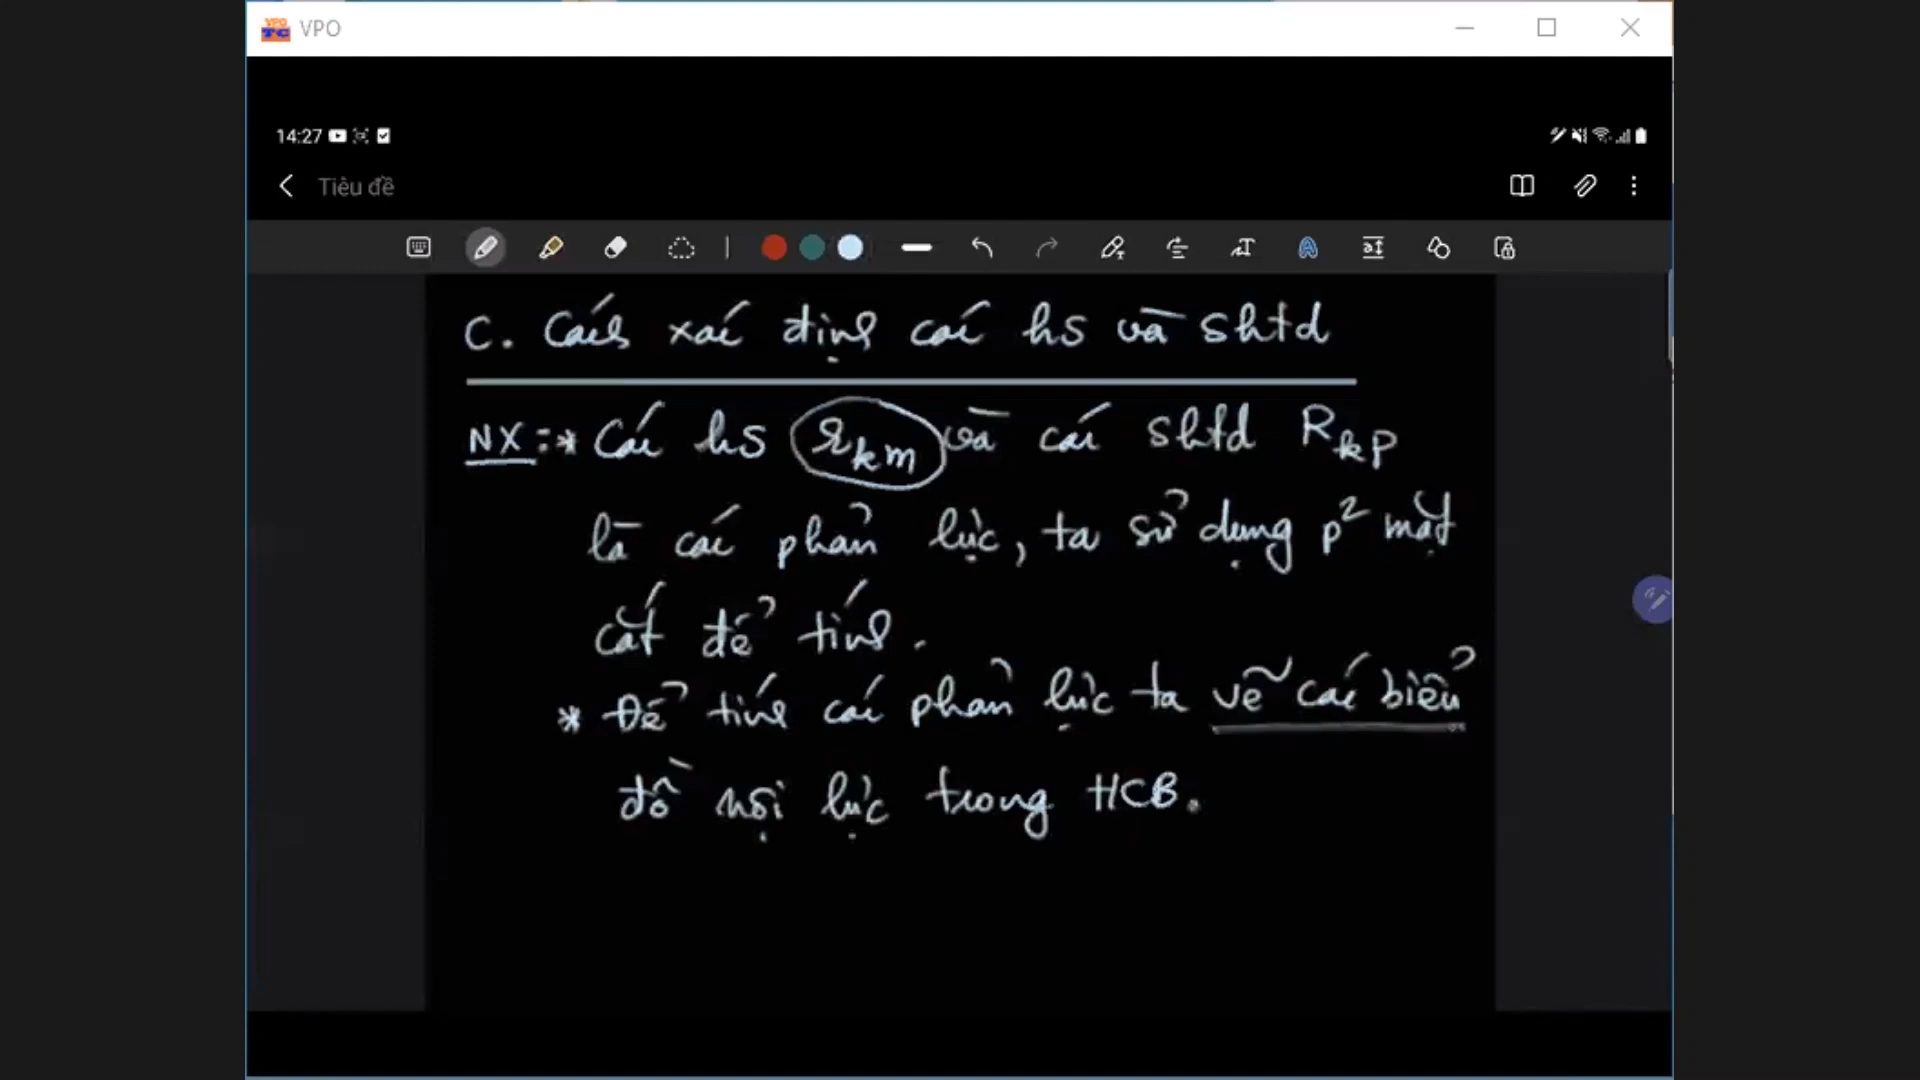 VPO
TC
VPO
14:27
Tiêu đề
C. Cách xác định các hs và shtd
NX: * Các hs r_km và các shtd R_kP
là các phản lực, ta sử dụng p² mặt
cắt để tính.
* Để tính các phản lực ta vẽ các biểu
đồ nội lực trong HCB.